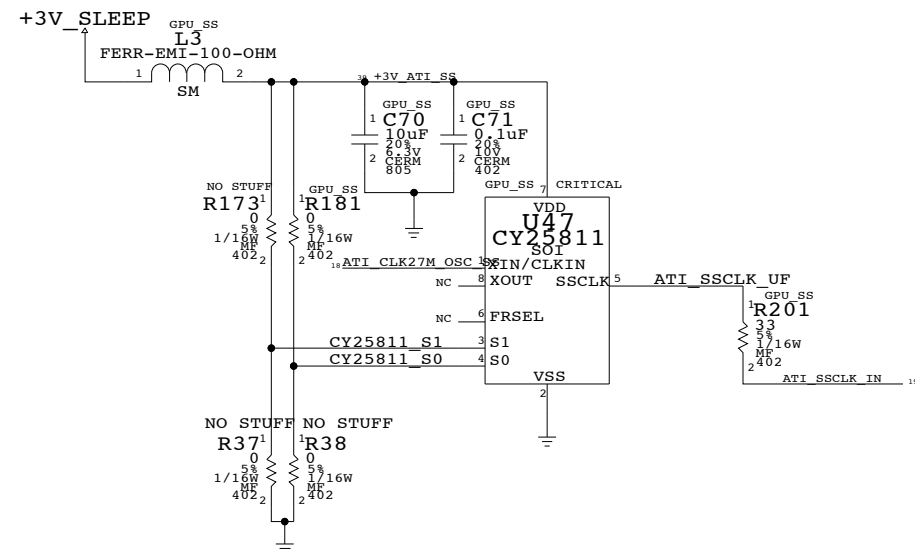 +3V_SLEEP
GPU_SS
L3
FERR-EMI-100-OHM
1 2
SM
+3V_ATI_SS
GPU_SS
1 C70
10uF
20%
6.3V
2 CERM
805
GPU_SS
1 C71
0.1uF
20%
10V
2 CERM
402
NO STUFF
R173 1
0
5%
1/16W
MF
402 2
GPU_SS
1 R181
0
5%
1/16W
MF
2 402
GPU_SS 7 CRITICAL
VDD
U47
CY25811
SOI
18 ATI_CLK27M_OSC_SS 1 XIN/CLKIN
NC 8 XOUT
SSCLK 5 ATI_SSCLK_UF
NC 6 FRSEL
CY25811_S1 3 S1
CY25811_S0 4 S0
VSS
2
GPU_SS
1 R201
33
5%
1/16W
MF
2 402
ATI_SSCLK_IN
NO STUFF
R37 1
0
5%
1/16W
MF
402 2
NO STUFF
1 R38
0
5%
1/16W
MF
2 402